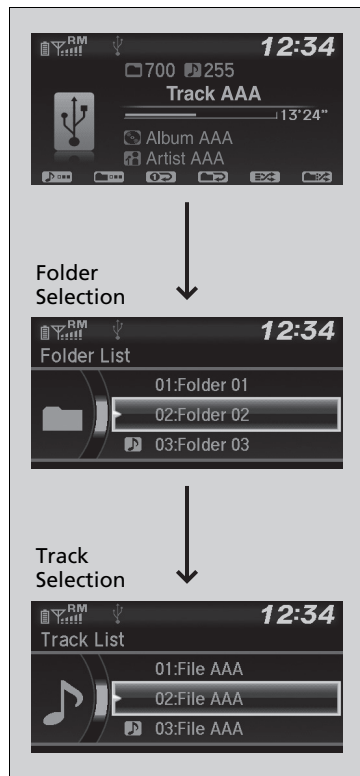 RM 12:34
700 255
Track AAA
13'24"
Album AAA
Artist AAA
Folder
Selection
RM 12:34
Folder List
01:Folder 01
02:Folder 02
03:Folder 03
Track
Selection
RM 12:34
Track List
01:File AAA
02:File AAA
03:File AAA